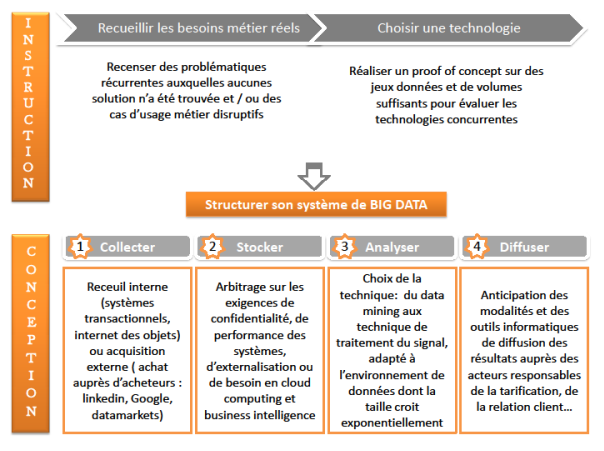 INSTRUCTION
Recueillir les besoins métier réels
Choisir une technologie
Recenser des problématiques
récurrentes auxquelles aucunes
solution n'a été trouvée et / ou des
cas d'usage métier disruptifs
Réaliser un proof of concept sur des
jeux données et de volumes
suffisants pour évaluer les
technologies concurrentes
Structurer son système de BIG DATA
CONCEPTION
1 Collecter
2 Stocker
3 Analyser
4 Diffuser
Receuil interne
(systèmes
transactionnels,
internet des objets)
ou acquisition
externe ( achat
auprès d'acheteurs :
linkedin, Google,
datamarkets)
Arbitrage sur les
exigences de
confidentialité, de
performance des
systèmes,
d'externalisation ou
de besoin en cloud
computing et
business intelligence
Choix de la
technique:  du data
mining aux
technique de
traitement du signal,
adapté à
l'environnement de
données dont la
taille croit
exponentiellement
Anticipation des
modalités et des
outils informatiques
de diffusion des
résultats auprès des
acteurs responsables
de la tarification, de
la relation client...